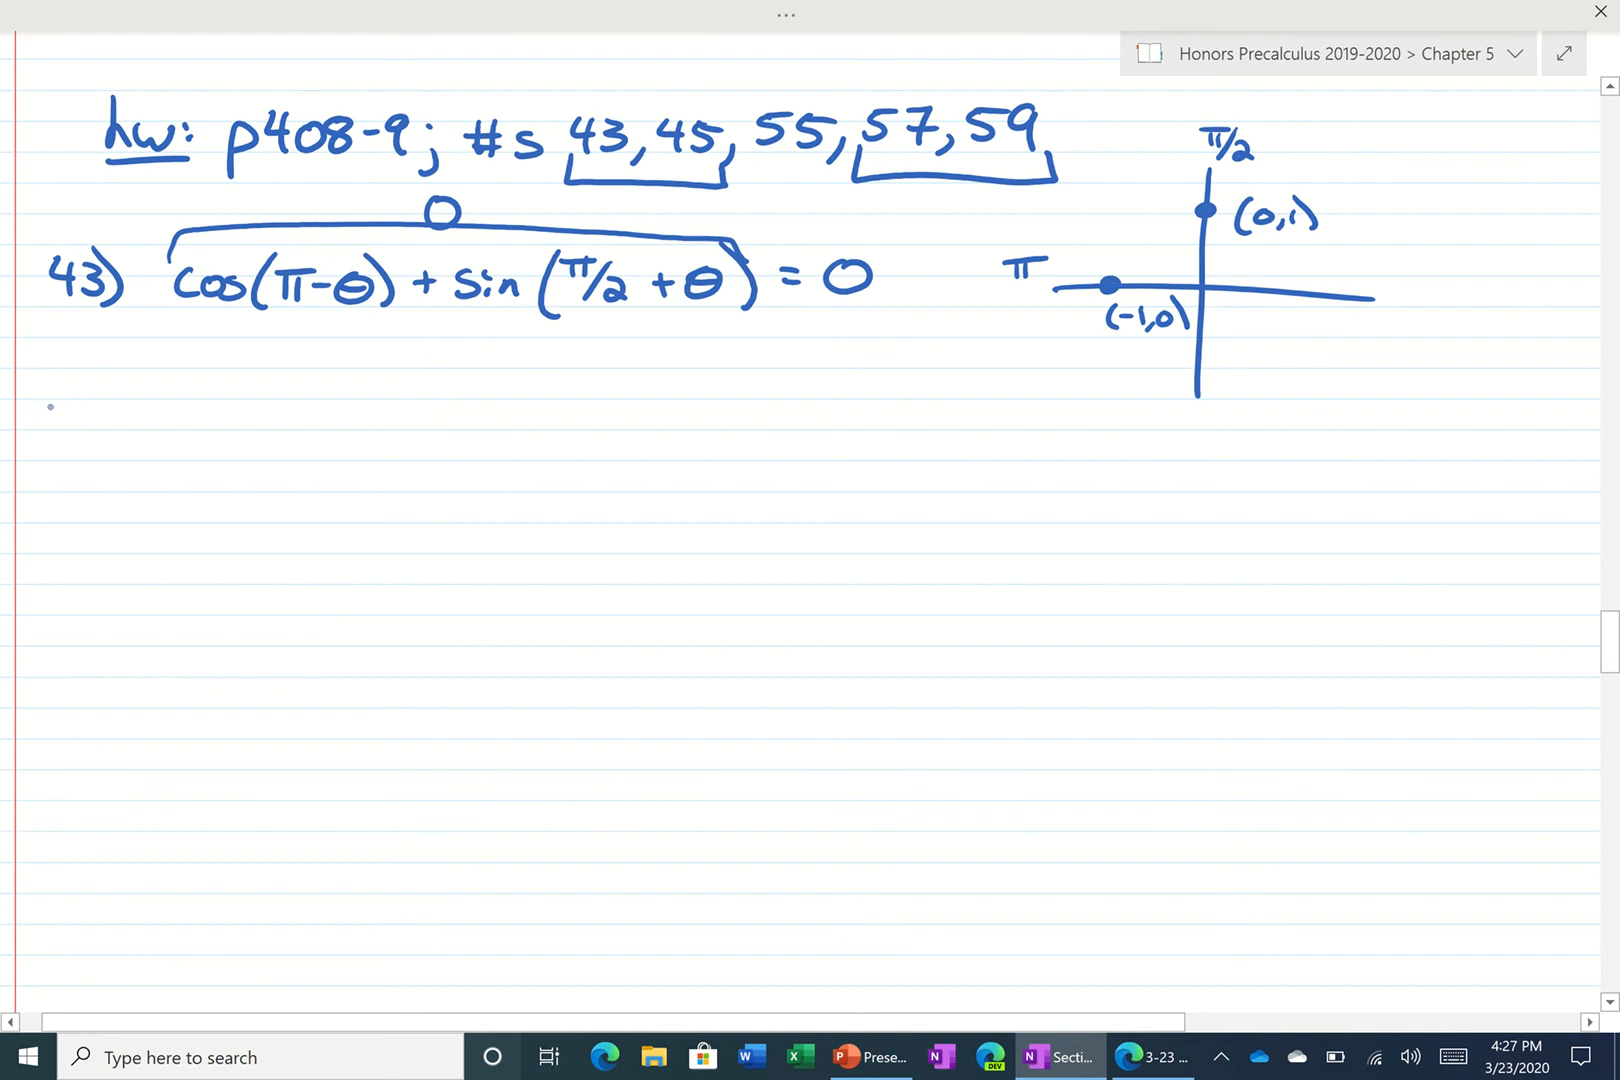 ...
Honors Precalculus 2019-2020 > Chapter 5
hw: p408-9; #s 43, 45, 55, 57, 59
π/2
(0,1)
0
43) cos(π-θ) + sin(π/2 + θ) = 0
π
(-1,0)
Type here to search
DEV
Prese...
Secti...
3-23 ...
4:27 PM
3/23/2020